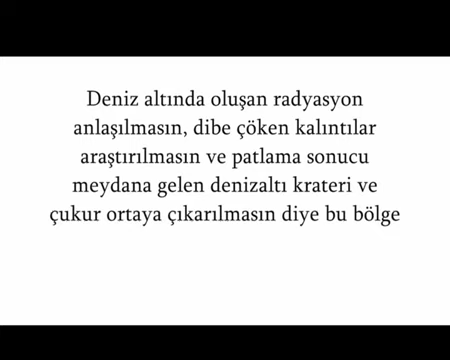 Deniz altında oluşan radyasyon
anlaşılmasın, dibe çöken kalıntılar
araştırılmasın ve patlama sonucu
meydana gelen denizaltı krateri ve
çukur ortaya çıkarılmasın diye bu bölge